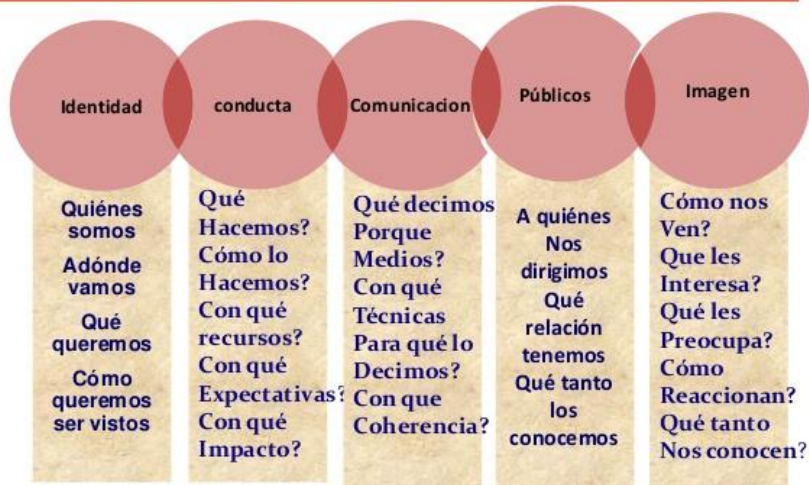 Identidad
conducta
Comunicacion
Públicos
Imagen
Quiénes
somos
Adónde
vamos
Qué
queremos
Cómo
queremos
ser vistos
Qué
Hacemos?
Cómo lo
Hacemos?
Con qué
recursos?
Con qué
Expectativas?
Con qué
Impacto?
Qué decimos
Porque
Medios?
Con qué
Técnicas
Para qué lo
Decimos?
Con que
Coherencia?
A quiénes
Nos
dirigimos
Qué
relación
tenemos
Qué tanto
los
conocemos
Cómo nos
Ven?
Que les
Interesa?
Qué les
Preocupa?
Cómo
Reaccionan?
Qué tanto
Nos conocen?